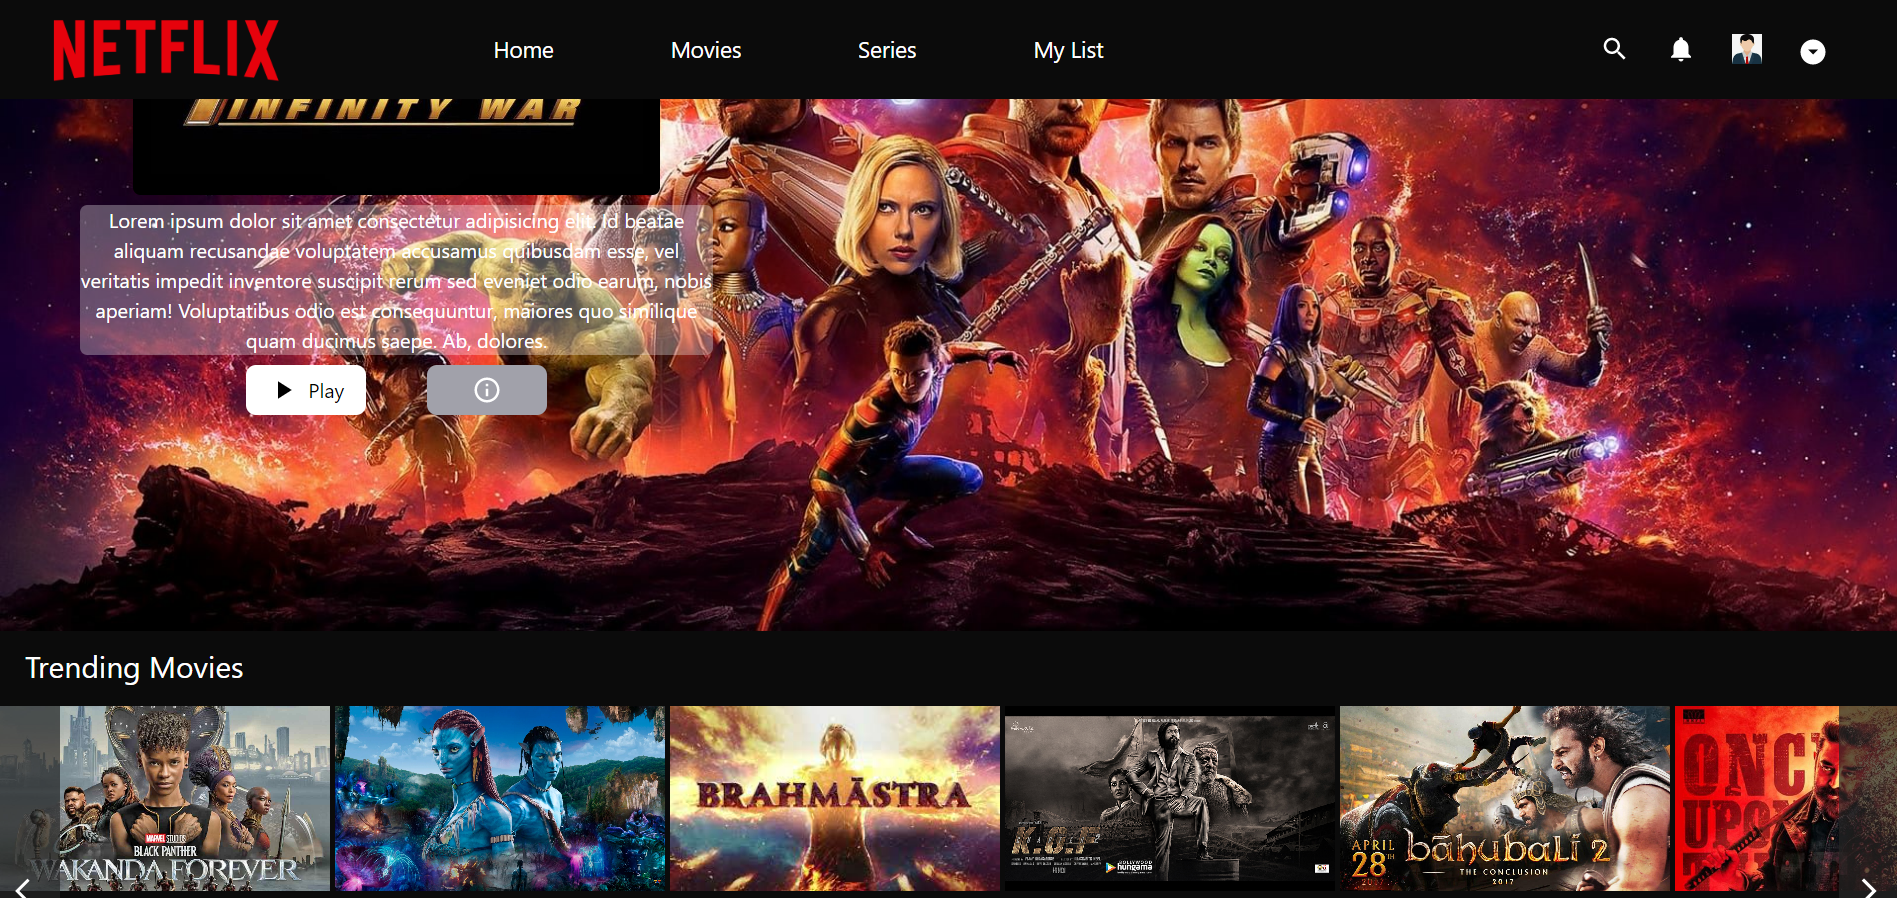 NETFLIX
Home
Movies
Series
My List
INFINITY WAR
Lorem ipsum dolor sit amet consectetur adipisicing elit. Id beatae
aliquam recusandae voluptatem accusamus quibusdam esse, vel
veritatis impedit inventore suscipit rerum sed eveniet odio earum, nobis
aperiam! Voluptatibus odio est consequuntur, maiores quo similique
quam ducimus saepe. Ab, dolores.
Play
Trending Movies
MARVEL STUDIOS
BLACK PANTHER
WAKANDA FOREVER
BRAHMĀSTRA
K.G.F
BOLLYWOOD
hungama
HINDI
APRIL
28TH
2017
bāhubali 2
THE CONCLUSION
2017
ONC
UPO